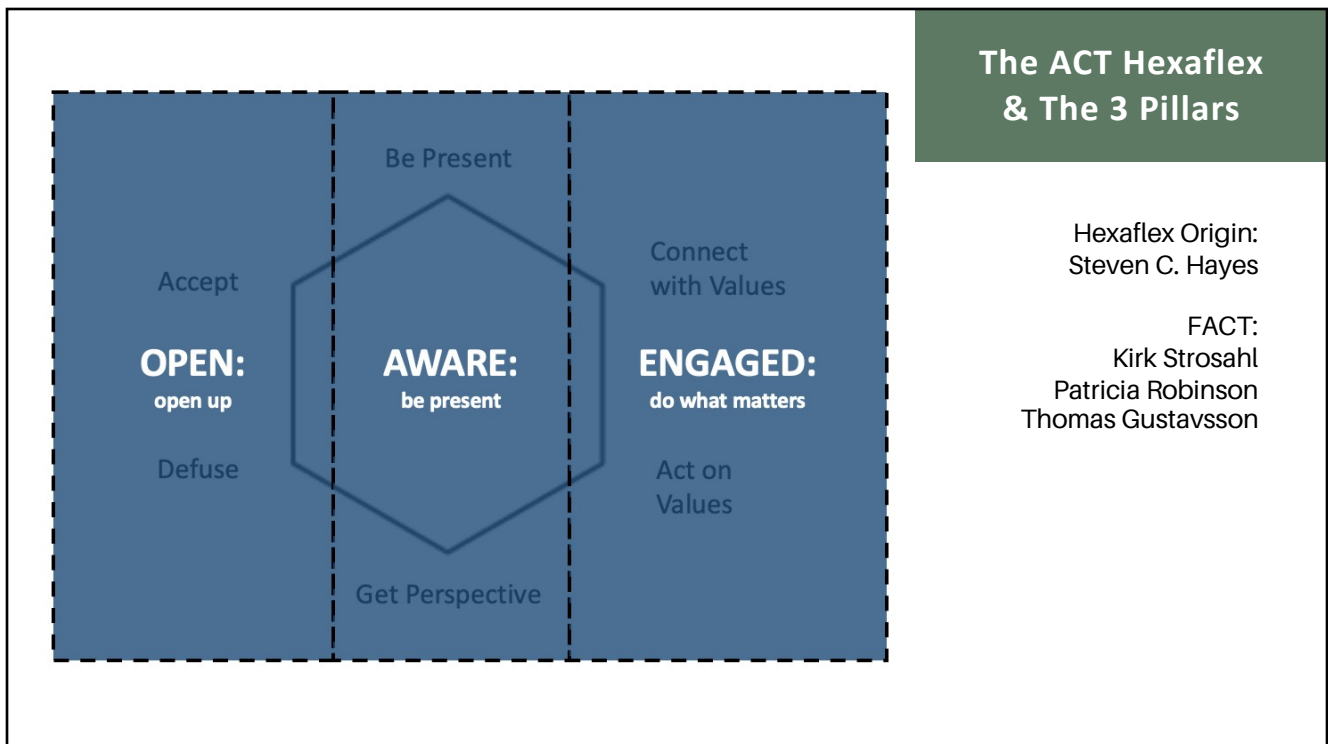 The ACT Hexaflex
& The 3 Pillars
Be Present
Accept
Connect
with Values
OPEN:
open up
AWARE:
be present
ENGAGED:
do what matters
Defuse
Act on
Values
Get Perspective
Hexaflex Origin:
Steven C. Hayes
FACT:
Kirk Strosahl
Patricia Robinson
Thomas Gustavsson